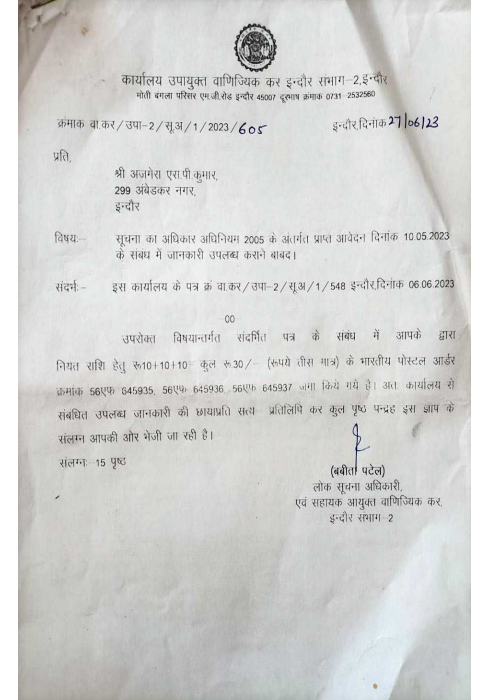 कार्यालय उपायुक्त वाणिज्यिक कर इन्दौर संभाग-2,इन्दौर
मोती बंगला परिसर एम.जी.रोड इन्दौर 45007 दूरभाष क्रमांक 0731-2532560
क्रमांक वा.कर/उपा-2/सू.अ/1/2023/605 इन्दौर,दिनांक 27/06/23
प्रति,
श्री अजमेरा एस.पी.कुमार,
299 अंबेडकर नगर,
इन्दौर
विषयः- सूचना का अधिकार अधिनियम 2005 के अंतर्गत प्राप्त आवेदन दिनांक 10.05.2023
के संबंध में जानकारी उपलब्ध कराने बाबद।
संदर्भः- इस कार्यालय के पत्र क्रं वा.कर/उपा-2/सू.अ/1/548 इन्दौर,दिनांक 06.06.2023
00
उपरोक्त विषयान्तर्गत संदर्भित पत्र के संबंध में आपके द्वारा
नियत राशि हेतु रू10+10+10 कुल रू.30/- (रूपये तीस मात्र) के भारतीय पोस्टल आर्डर
क्रमांक 56एफ 645935, 56एफ 645936, 56एफ 645937 जमा किये गये है। अतः कार्यालय से
संबंधित उपलब्ध जानकारी की छायाप्रति सत्य प्रतिलिपि कर कुल पृष्ठ पन्द्रह इस ज्ञाप के
संलग्न आपकी ओर भेजी जा रही है।
संलग्नः 15 पृष्ठ
(बबीता पटेल)
लोक सूचना अधिकारी,
एवं सहायक आयुक्त वाणिज्यिक कर,
इन्दौर संभाग-2